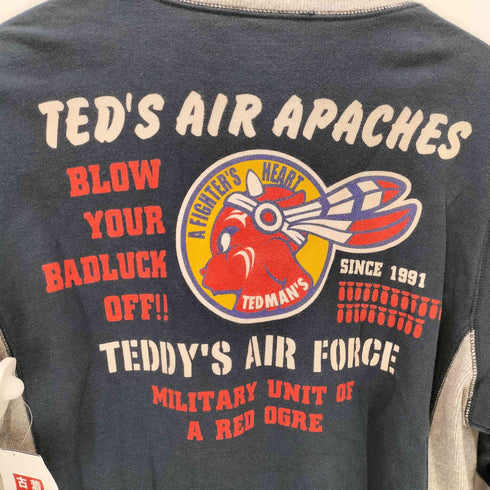 TED'S AIR APACHES
BLOW
YOUR
BADLUCK
OFF!!
A FIGHTER'S HEART
TEDMAN'S
SINCE 1991
TEDDY'S AIR FORCE
MILITARY UNIT OF
A RED OGRE
古着